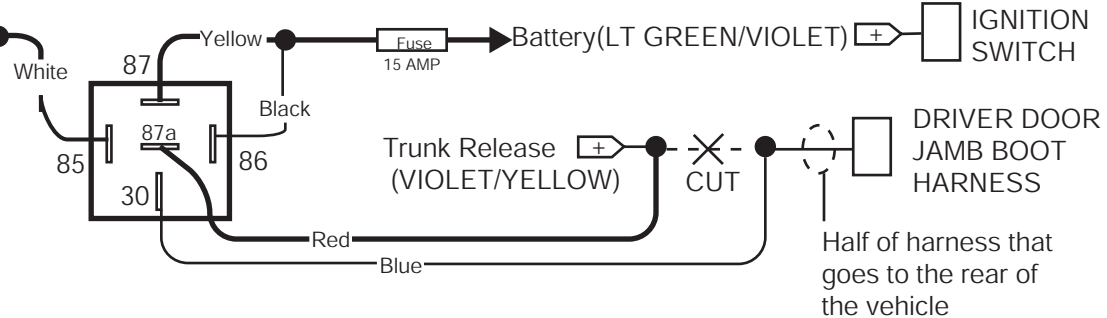 Yellow
Fuse
15 AMP
Battery(LT GREEN/VIOLET)
+
IGNITION
SWITCH
White
87
Black
87a
85
86
30
Trunk Release
(VIOLET/YELLOW)
+
CUT
DRIVER DOOR
JAMB BOOT
HARNESS
Red
Blue
Half of harness that
goes to the rear of
the vehicle